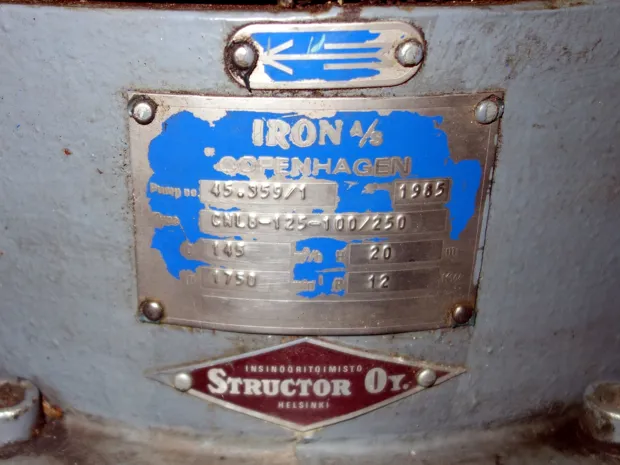 IRON A/S
COPENHAGEN
Pump no. 45.959/1 1985
CNLB-125-100/250
145 H 20 m
1750 P 12
INSINÖÖRITOIMISTO
STRUCTOR OY.
HELSINKI